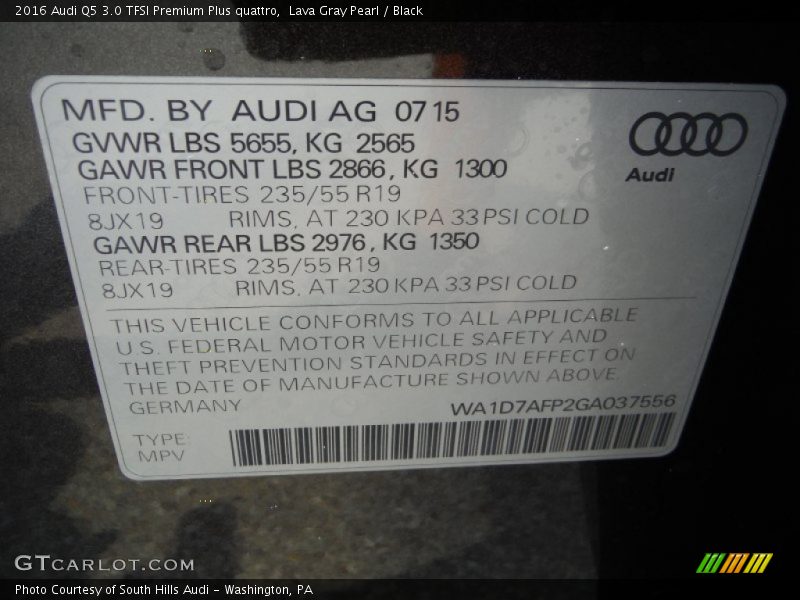 2016 Audi Q5 3.0 TFSI Premium Plus quattro,  Lava Gray Pearl / Black
MFD. BY AUDI AG 07 15
GVWR LBS 5655, KG 2565
GAWR FRONT LBS 2866, KG 1300
FRONT-TIRES 235/55 R19
8JX19 RIMS, AT 230 KPA 33 PSI COLD
GAWR REAR LBS 2976, KG 1350
REAR-TIRES 235/55 R19
8JX19 RIMS, AT 230 KPA 33 PSI COLD
Audi
THIS VEHICLE CONFORMS TO ALL APPLICABLE
U.S. FEDERAL MOTOR VEHICLE SAFETY AND
THEFT PREVENTION STANDARDS IN EFFECT ON
THE DATE OF MANUFACTURE SHOWN ABOVE.
GERMANY WA1D7AFP2GA037556
TYPE:
MPV
GTCARLOT.COM
Photo Courtesy of South Hills Audi - Washington, PA